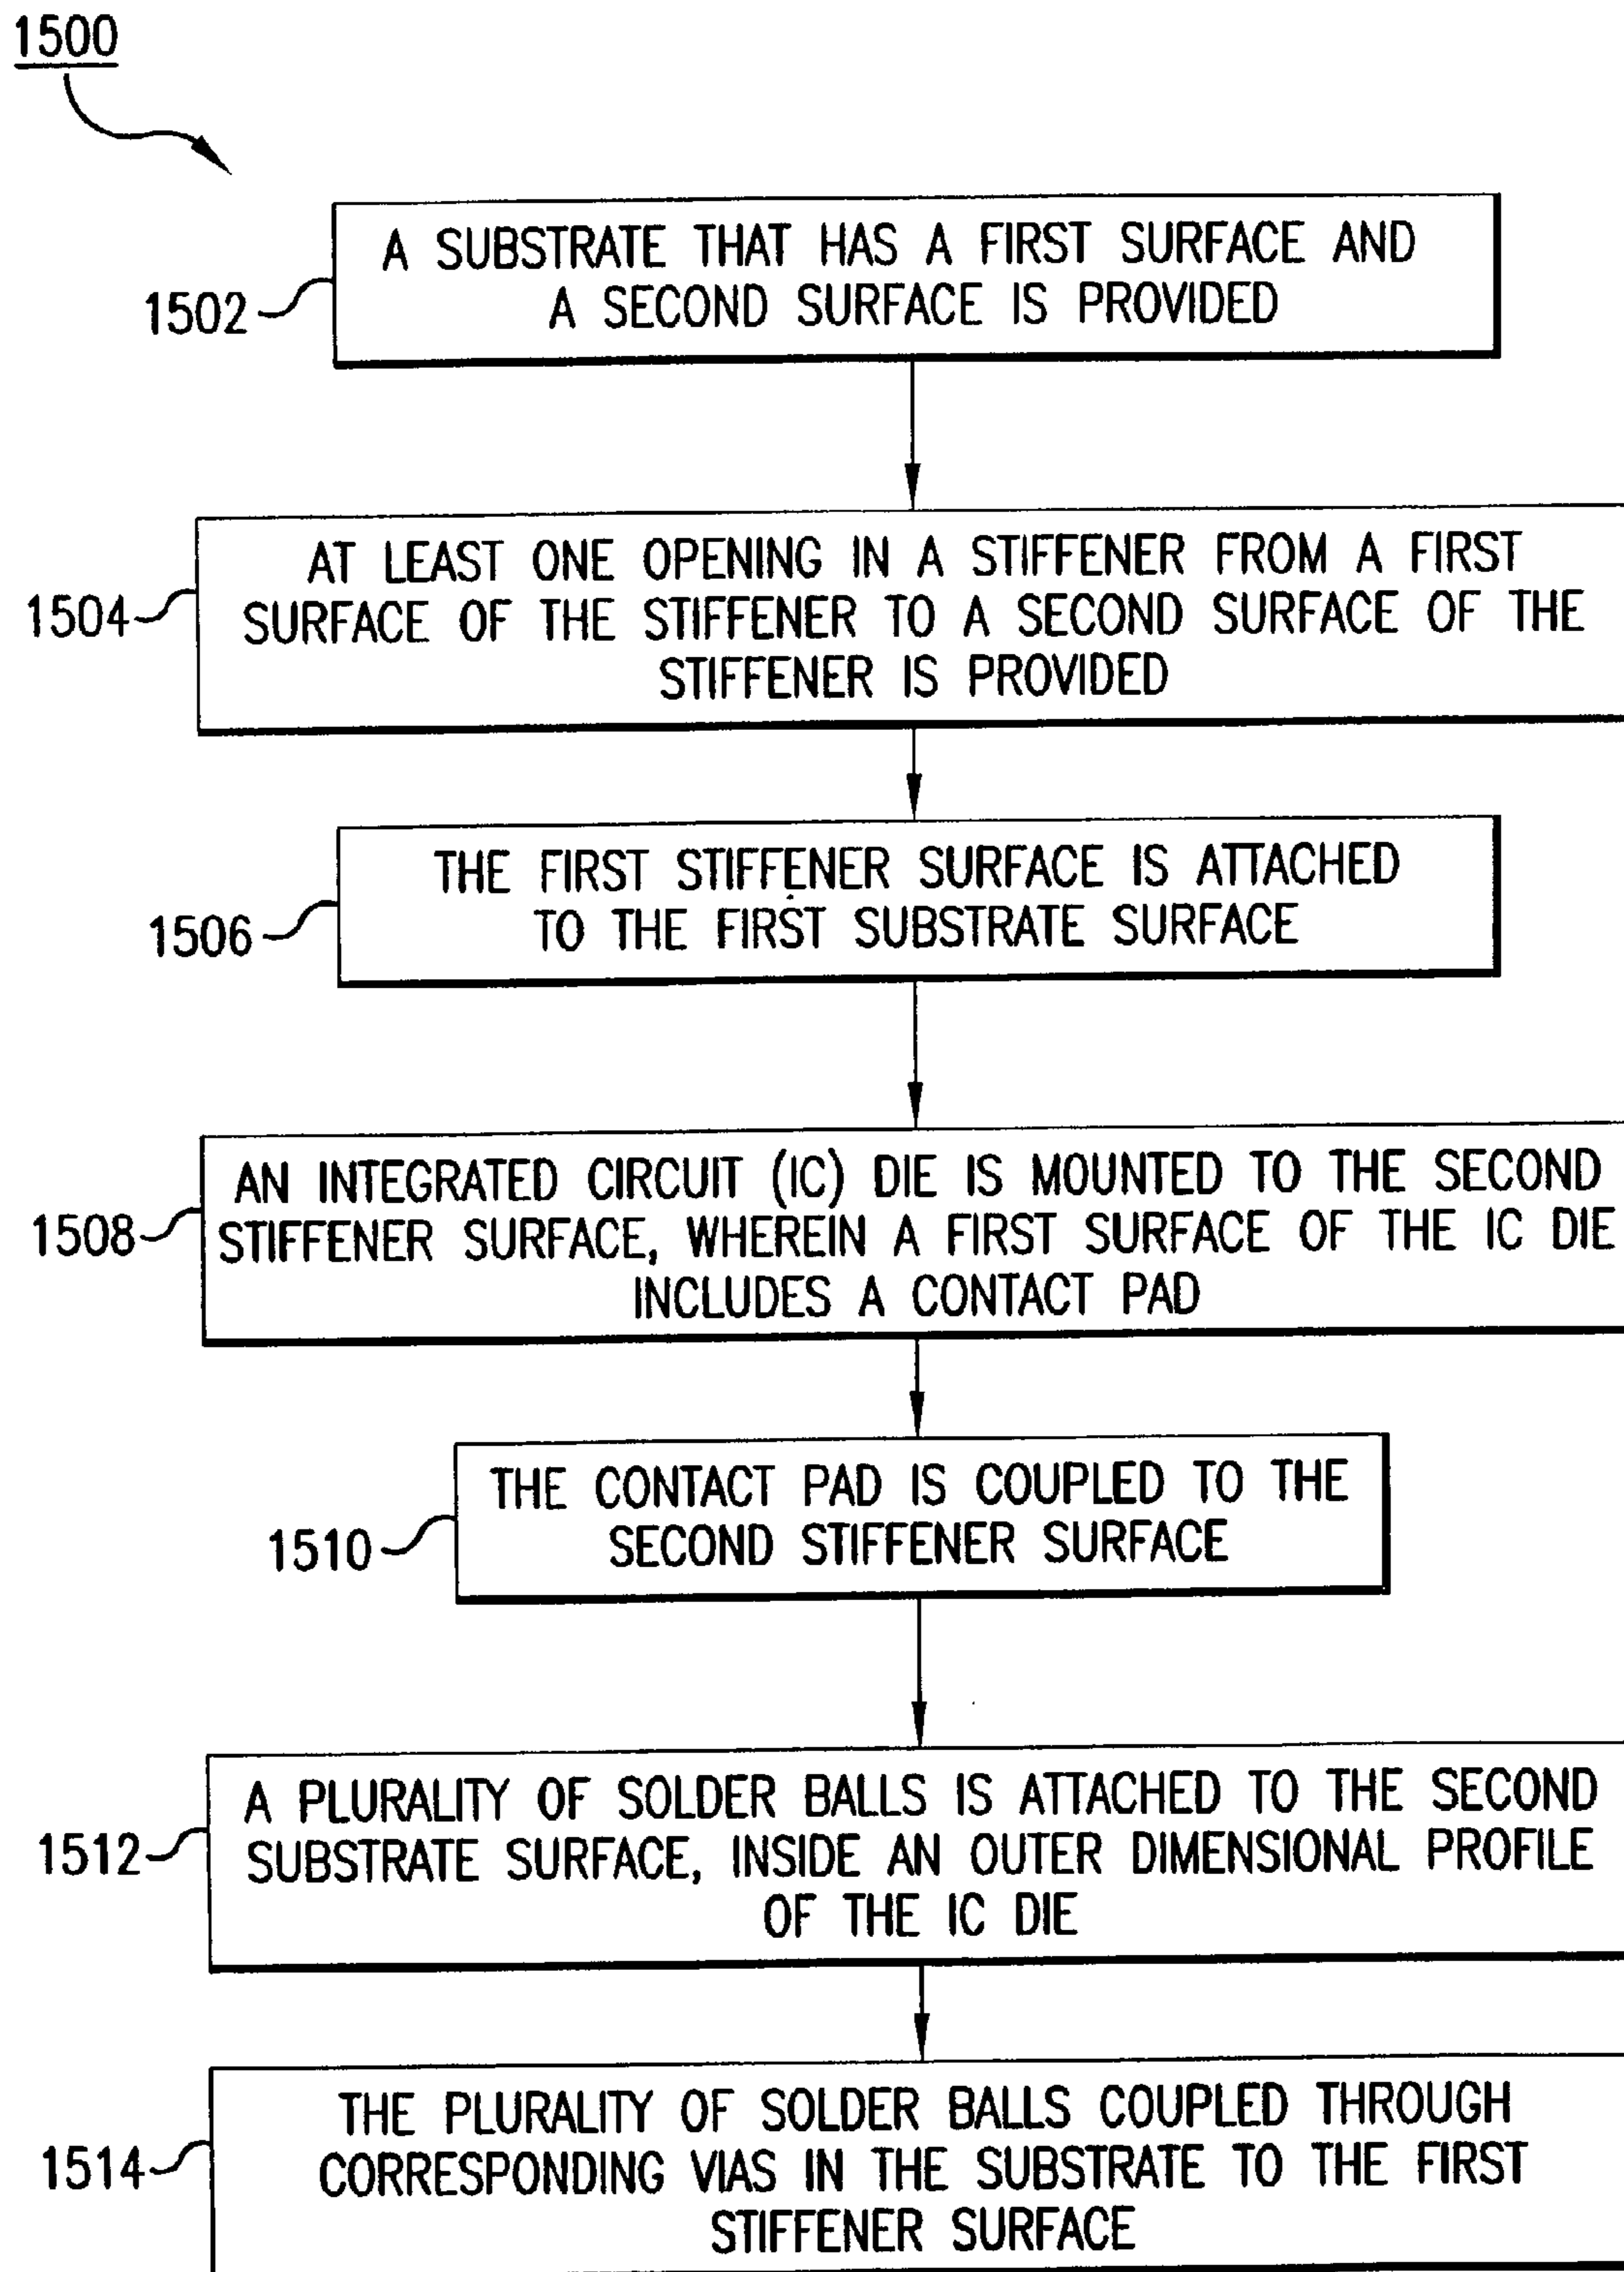 1500
A SUBSTRATE THAT HAS A FIRST SURFACE AND
A SECOND SURFACE IS PROVIDED
1502
AT LEAST ONE OPENING IN A STIFFENER FROM A FIRST
SURFACE OF THE STIFFENER TO A SECOND SURFACE OF THE
STIFFENER IS PROVIDED
1504
THE FIRST STIFFENER SURFACE IS ATTACHED
TO THE FIRST SUBSTRATE SURFACE
1506
AN INTEGRATED CIRCUIT (IC) DIE IS MOUNTED TO THE SECOND
STIFFENER SURFACE, WHEREIN A FIRST SURFACE OF THE IC DIE
INCLUDES A CONTACT PAD
1508
THE CONTACT PAD IS COUPLED TO THE
SECOND STIFFENER SURFACE
1510
A PLURALITY OF SOLDER BALLS IS ATTACHED TO THE SECOND
SUBSTRATE SURFACE, INSIDE AN OUTER DIMENSIONAL PROFILE
OF THE IC DIE
1512
THE PLURALITY OF SOLDER BALLS COUPLED THROUGH
CORRESPONDING VIAS IN THE SUBSTRATE TO THE FIRST
STIFFENER SURFACE
1514